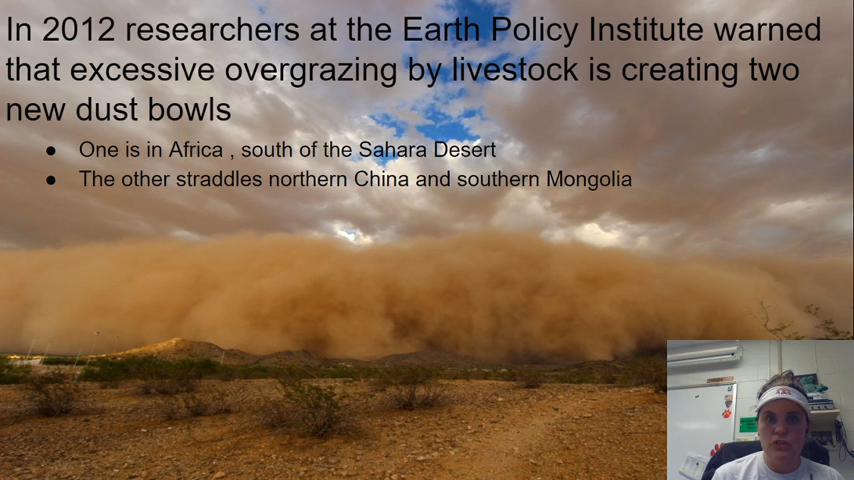 In 2012 researchers at the Earth Policy Institute warned
that excessive overgrazing by livestock is creating two
new dust bowls
● One is in Africa , south of the Sahara Desert
● The other straddles northern China and southern Mongolia